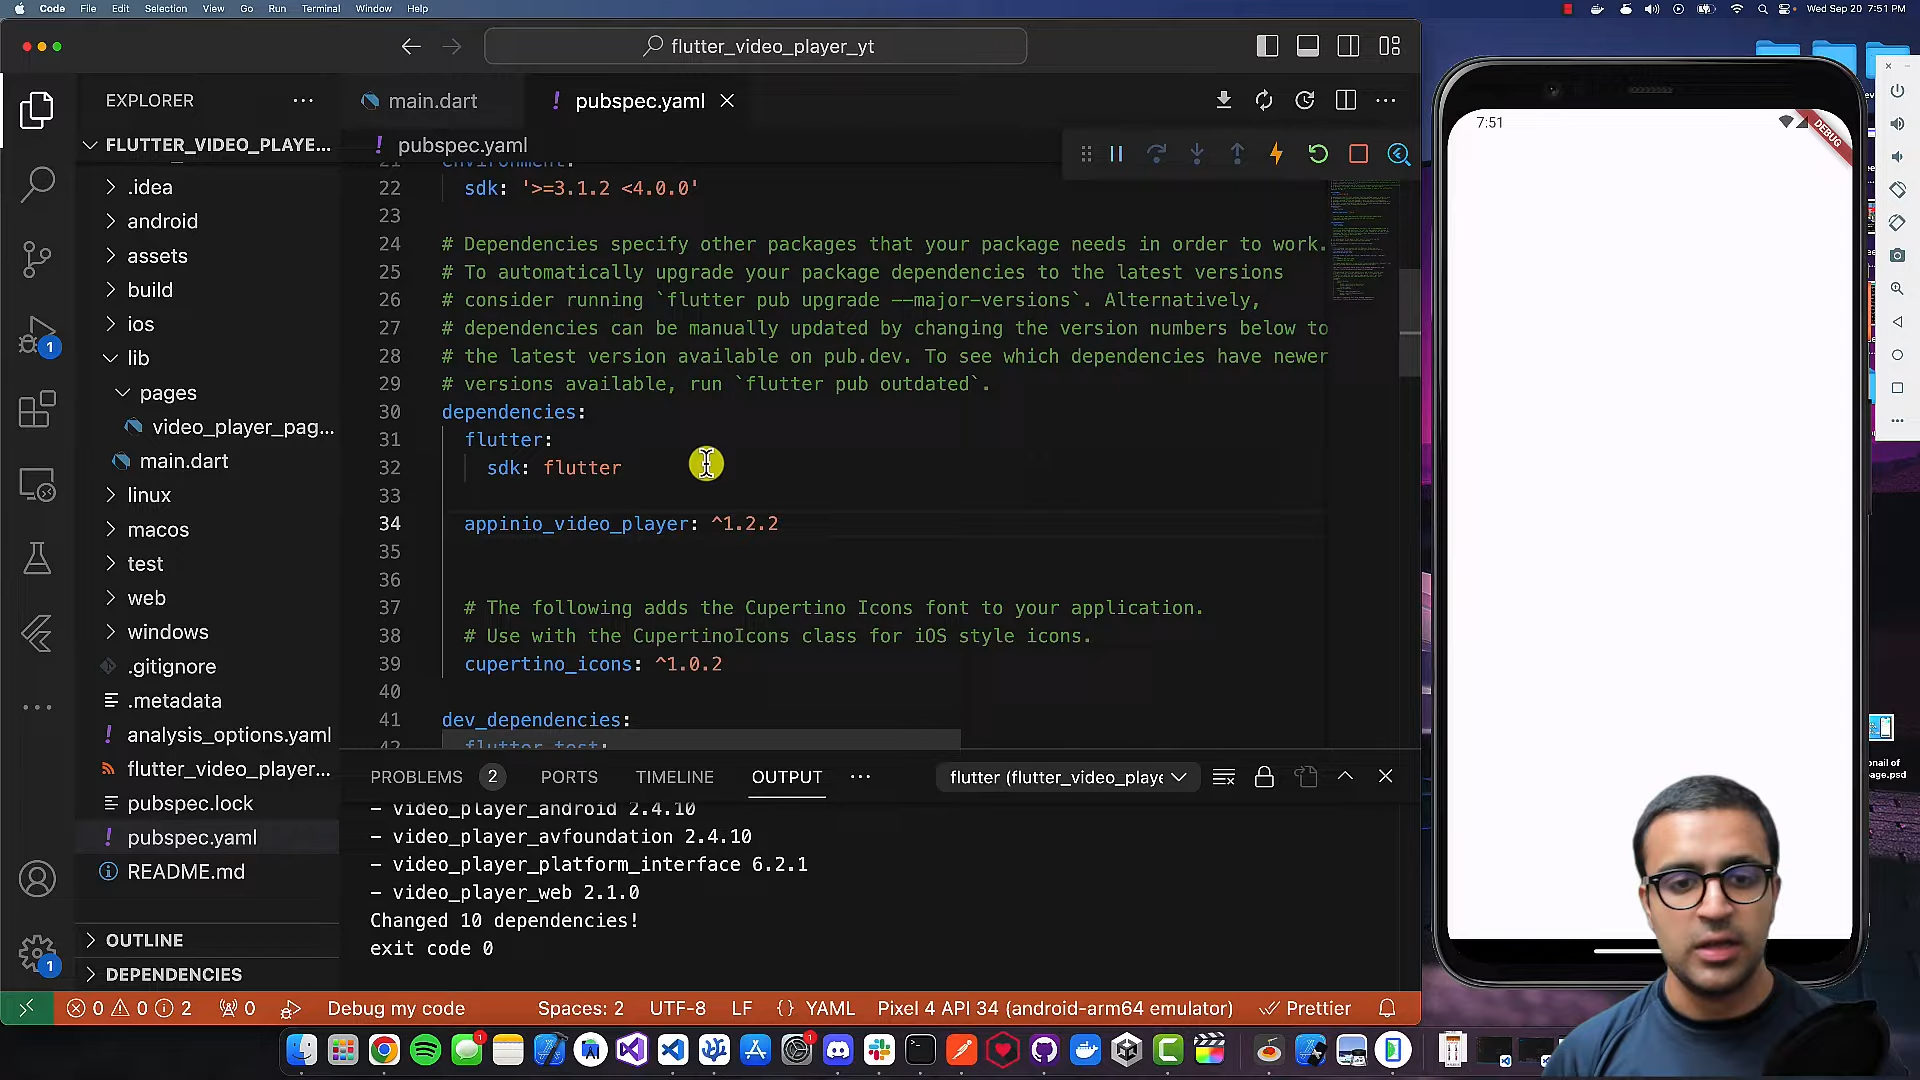 Code File Edit Selection View Go Run Terminal Window Help
Wed Sep 20 7:51 PM
flutter_video_player_yt
EXPLORER
main.dart
pubspec.yaml
FLUTTER_VIDEO_PLAYE...
pubspec.yaml
.idea
android
assets
build
ios
lib
pages
video_player_pag...
main.dart
linux
macos
test
web
windows
.gitignore
.metadata
analysis_options.yaml
flutter_video_player...
pubspec.lock
pubspec.yaml
README.md
OUTLINE
DEPENDENCIES
1
1
environment:
22 sdk: '>=3.1.2 <4.0.0'
23
24 # Dependencies specify other packages that your package needs in order to work.
25 # To automatically upgrade your package dependencies to the latest versions
26 # consider running `flutter pub upgrade --major-versions`. Alternatively,
27 # dependencies can be manually updated by changing the version numbers below to
28 # the latest version available on pub.dev. To see which dependencies have newer
29 # versions available, run `flutter pub outdated`.
30 dependencies:
31 flutter:
32 sdk: flutter
33
34 appinio_video_player: ^1.2.2
35
36
37 # The following adds the Cupertino Icons font to your application.
38 # Use with the CupertinoIcons class for iOS style icons.
39 cupertino_icons: ^1.0.2
40
41 dev_dependencies:
42 flutter_test:
PROBLEMS 2 PORTS TIMELINE OUTPUT
flutter (flutter_video_playe
- video_player_android 2.4.10
- video_player_avfoundation 2.4.10
- video_player_platform_interface 6.2.1
- video_player_web 2.1.0
Changed 10 dependencies!
exit code 0
0 0 2 0 Debug my code Spaces: 2 UTF-8 LF {} YAML Pixel 4 API 34 (android-arm64 emulator) Prettier
7:51
DEBUG